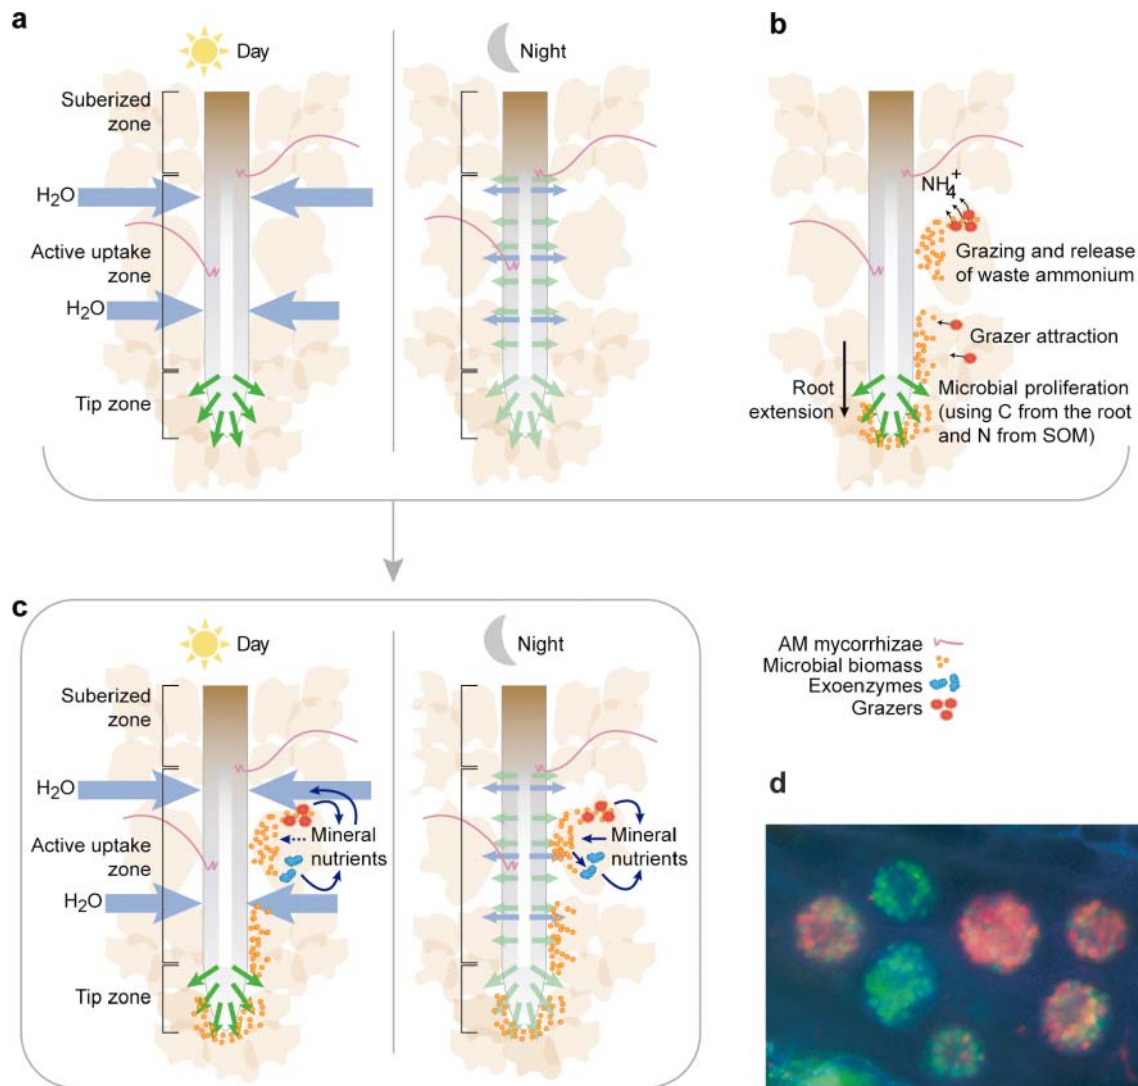 a
Day
Night
Suberized
zone
H2O
Active uptake
zone
H2O
Tip zone
b
NH4+
Grazing and release
of waste ammonium
Grazer attraction
Root
extension
Microbial proliferation
(using C from the root
and N from SOM)
c
Day
Night
Suberized
zone
H2O
Active uptake
zone
H2O
Tip zone
Mineral
nutrients
Mineral
nutrients
AM mycorrhizae
Microbial biomass
Exoenzymes
Grazers
d